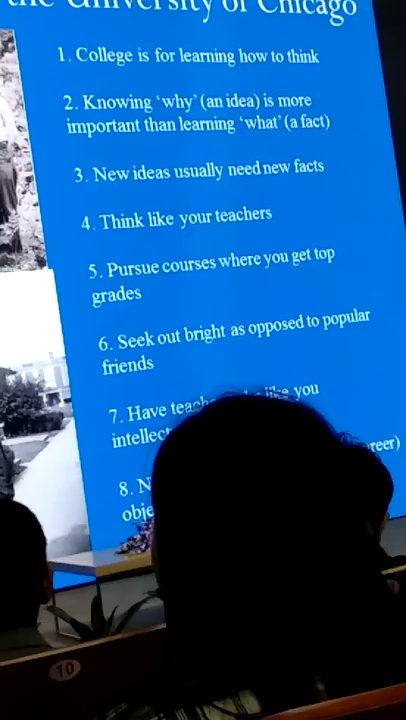 the University of Chicago
1. College is for learning how to think
2. Knowing ‘why’ (an idea) is more
important than learning ‘what’ (a fact)
3. New ideas usually need new facts
4. Think like your teachers
5. Pursue courses where you get top
grades
6. Seek out bright as opposed to popular
friends
7. Have like you
8.
10